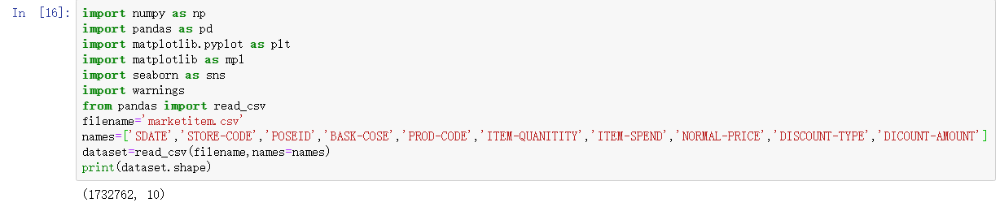 In [16]:
import numpy as np
import pandas as pd
import matplotlib.pyplot as plt
import matplotlib as mpl
import seaborn as sns
import warnings
from pandas import read_csv
filename='marketitem.csv'
names=['SDATE','STORE-CODE','POSEID','BASK-COSE','PROD-CODE','ITEM-QUANITITY','ITEM-SPEND','NORMAL-PRICE','DISCOUNT-TYPE','DICOUNT-AMOUNT']
dataset=read_csv(filename,names=names)
print(dataset.shape)
(1732762, 10)